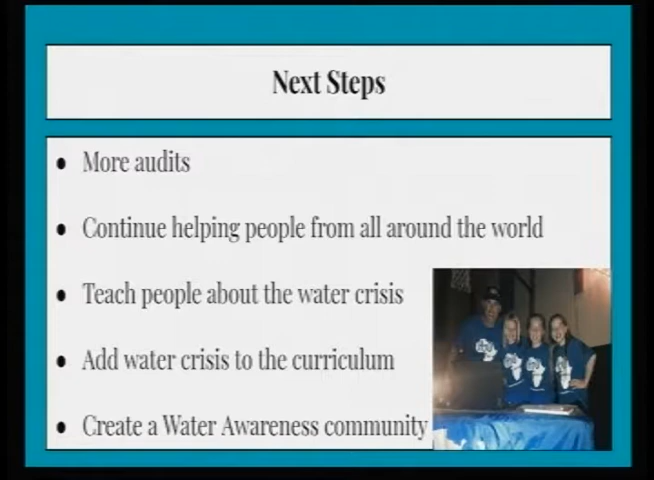 Next Steps
More audits
Continue helping people from all around the world
Teach people about the water crisis
Add water crisis to the curriculum
Create a Water Awareness community